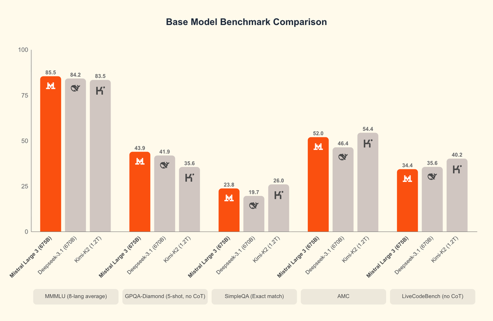 Base Model Benchmark Comparison
100
75
50
25
0
85.5
84.2
83.5
43.9
41.9
35.6
23.8
19.7
26.0
52.0
46.4
54.4
34.4
35.6
40.2
Mistral Large 3 (675B)
Deepseek-3.1 (670B)
Kimi-K2 (1.2T)
Mistral Large 3 (675B)
Deepseek-3.1 (670B)
Kimi-K2 (1.2T)
Mistral Large 3 (675B)
Deepseek-3.1 (670B)
Kimi-K2 (1.2T)
Mistral Large 3 (675B)
Deepseek-3.1 (670B)
Kimi-K2 (1.2T)
Mistral Large 3 (675B)
Deepseek-3.1 (670B)
Kimi-K2 (1.2T)
MMMLU (8-lang average)
GPQA-Diamond (5-shot, no CoT)
SimpleQA (Exact match)
AMC
LiveCodeBench (no CoT)